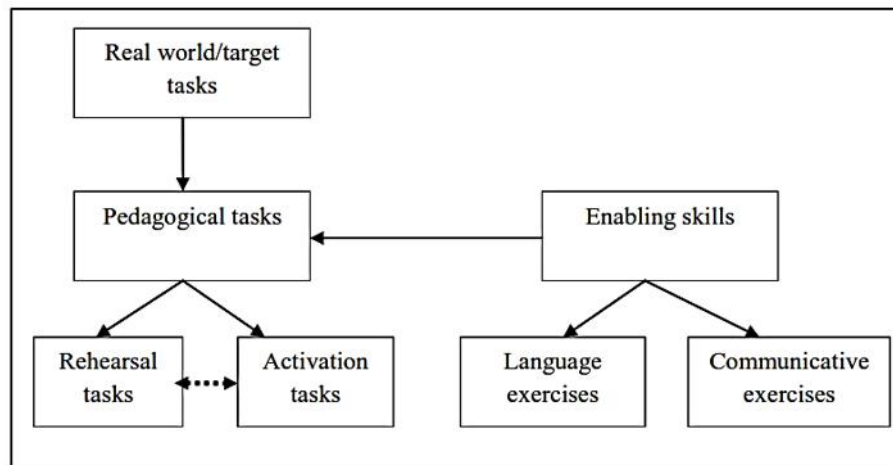 Real world/target
tasks
Pedagogical tasks
Enabling skills
Rehearsal
tasks
Activation
tasks
Language
exercises
Communicative
exercises